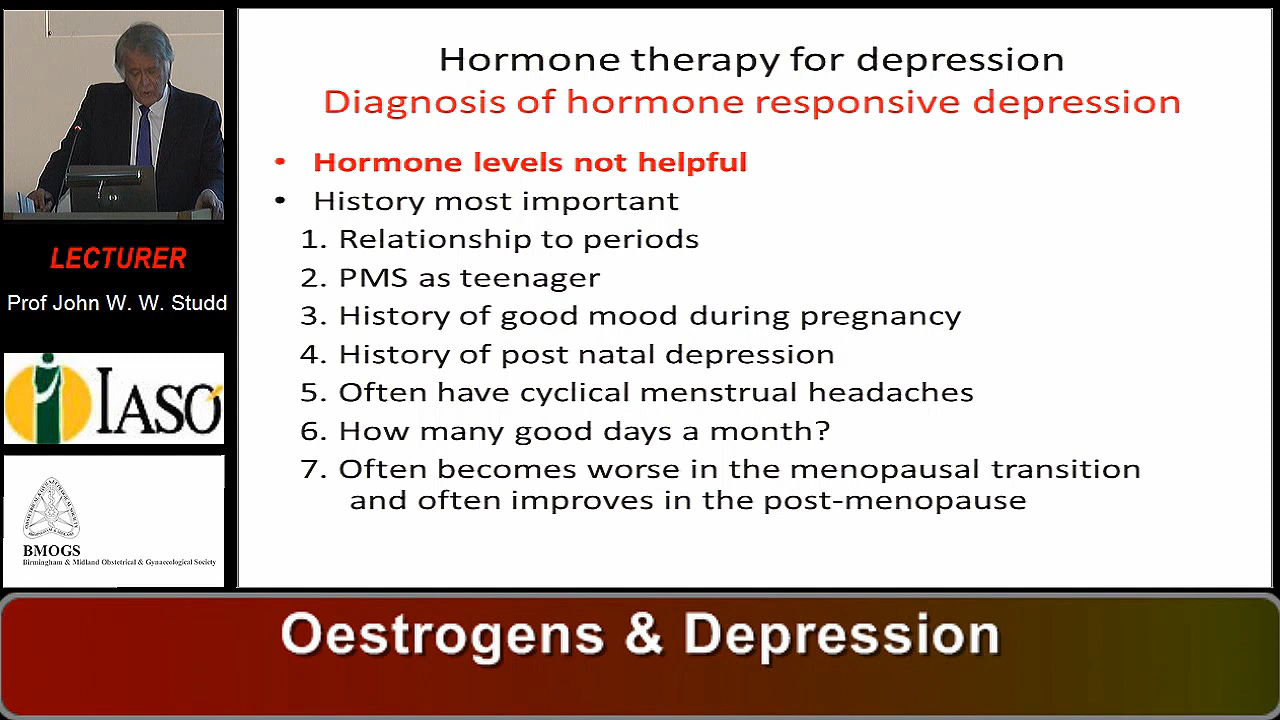 Hormone therapy for depression
Diagnosis of hormone responsive depression
• Hormone levels not helpful
• History most important
1. Relationship to periods
2. PMS as teenager
3. History of good mood during pregnancy
4. History of post natal depression
5. Often have cyclical menstrual headaches
6. How many good days a month?
7. Often becomes worse in the menopausal transition
and often improves in the post-menopause
LECTURER
Prof John W. W. Studd
IASO
BMOGS
Birmingham & Midland Obstetrical & Gynaecological Society
Oestrogens & Depression